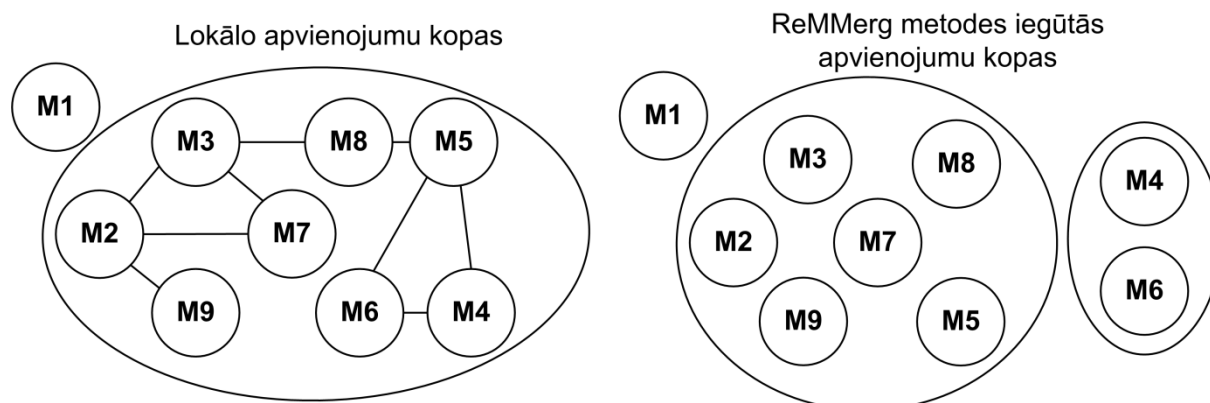 Lokālo apvienojumu kopas
M1
M3
M8
M5
M2
M7
M9
M6
M4
ReMMerg metodes iegūtās
apvienojumu kopas
M1
M3
M8
M4
M2
M7
M6
M9
M5